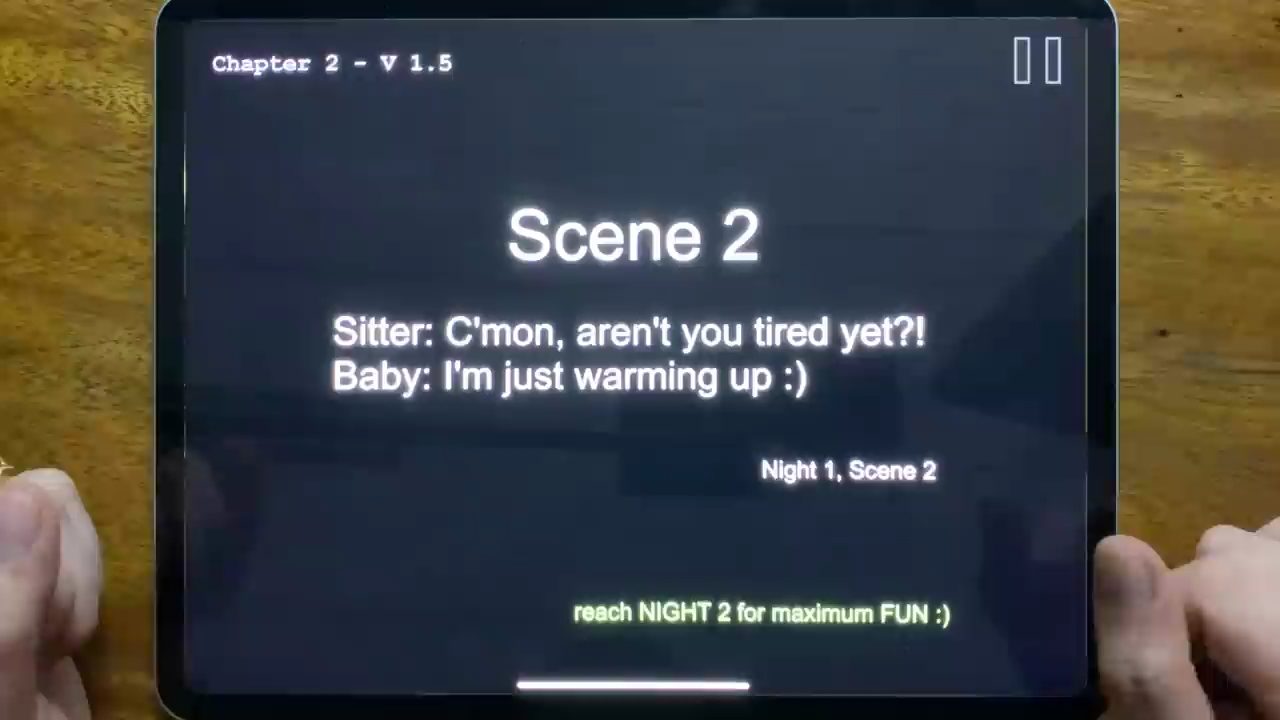 Chapter 2 - V 1.5
Scene 2
Sitter: C'mon, aren't you tired yet?!
Baby: I'm just warming up :)
Night 1, Scene 2
reach NIGHT 2 for maximum FUN :)